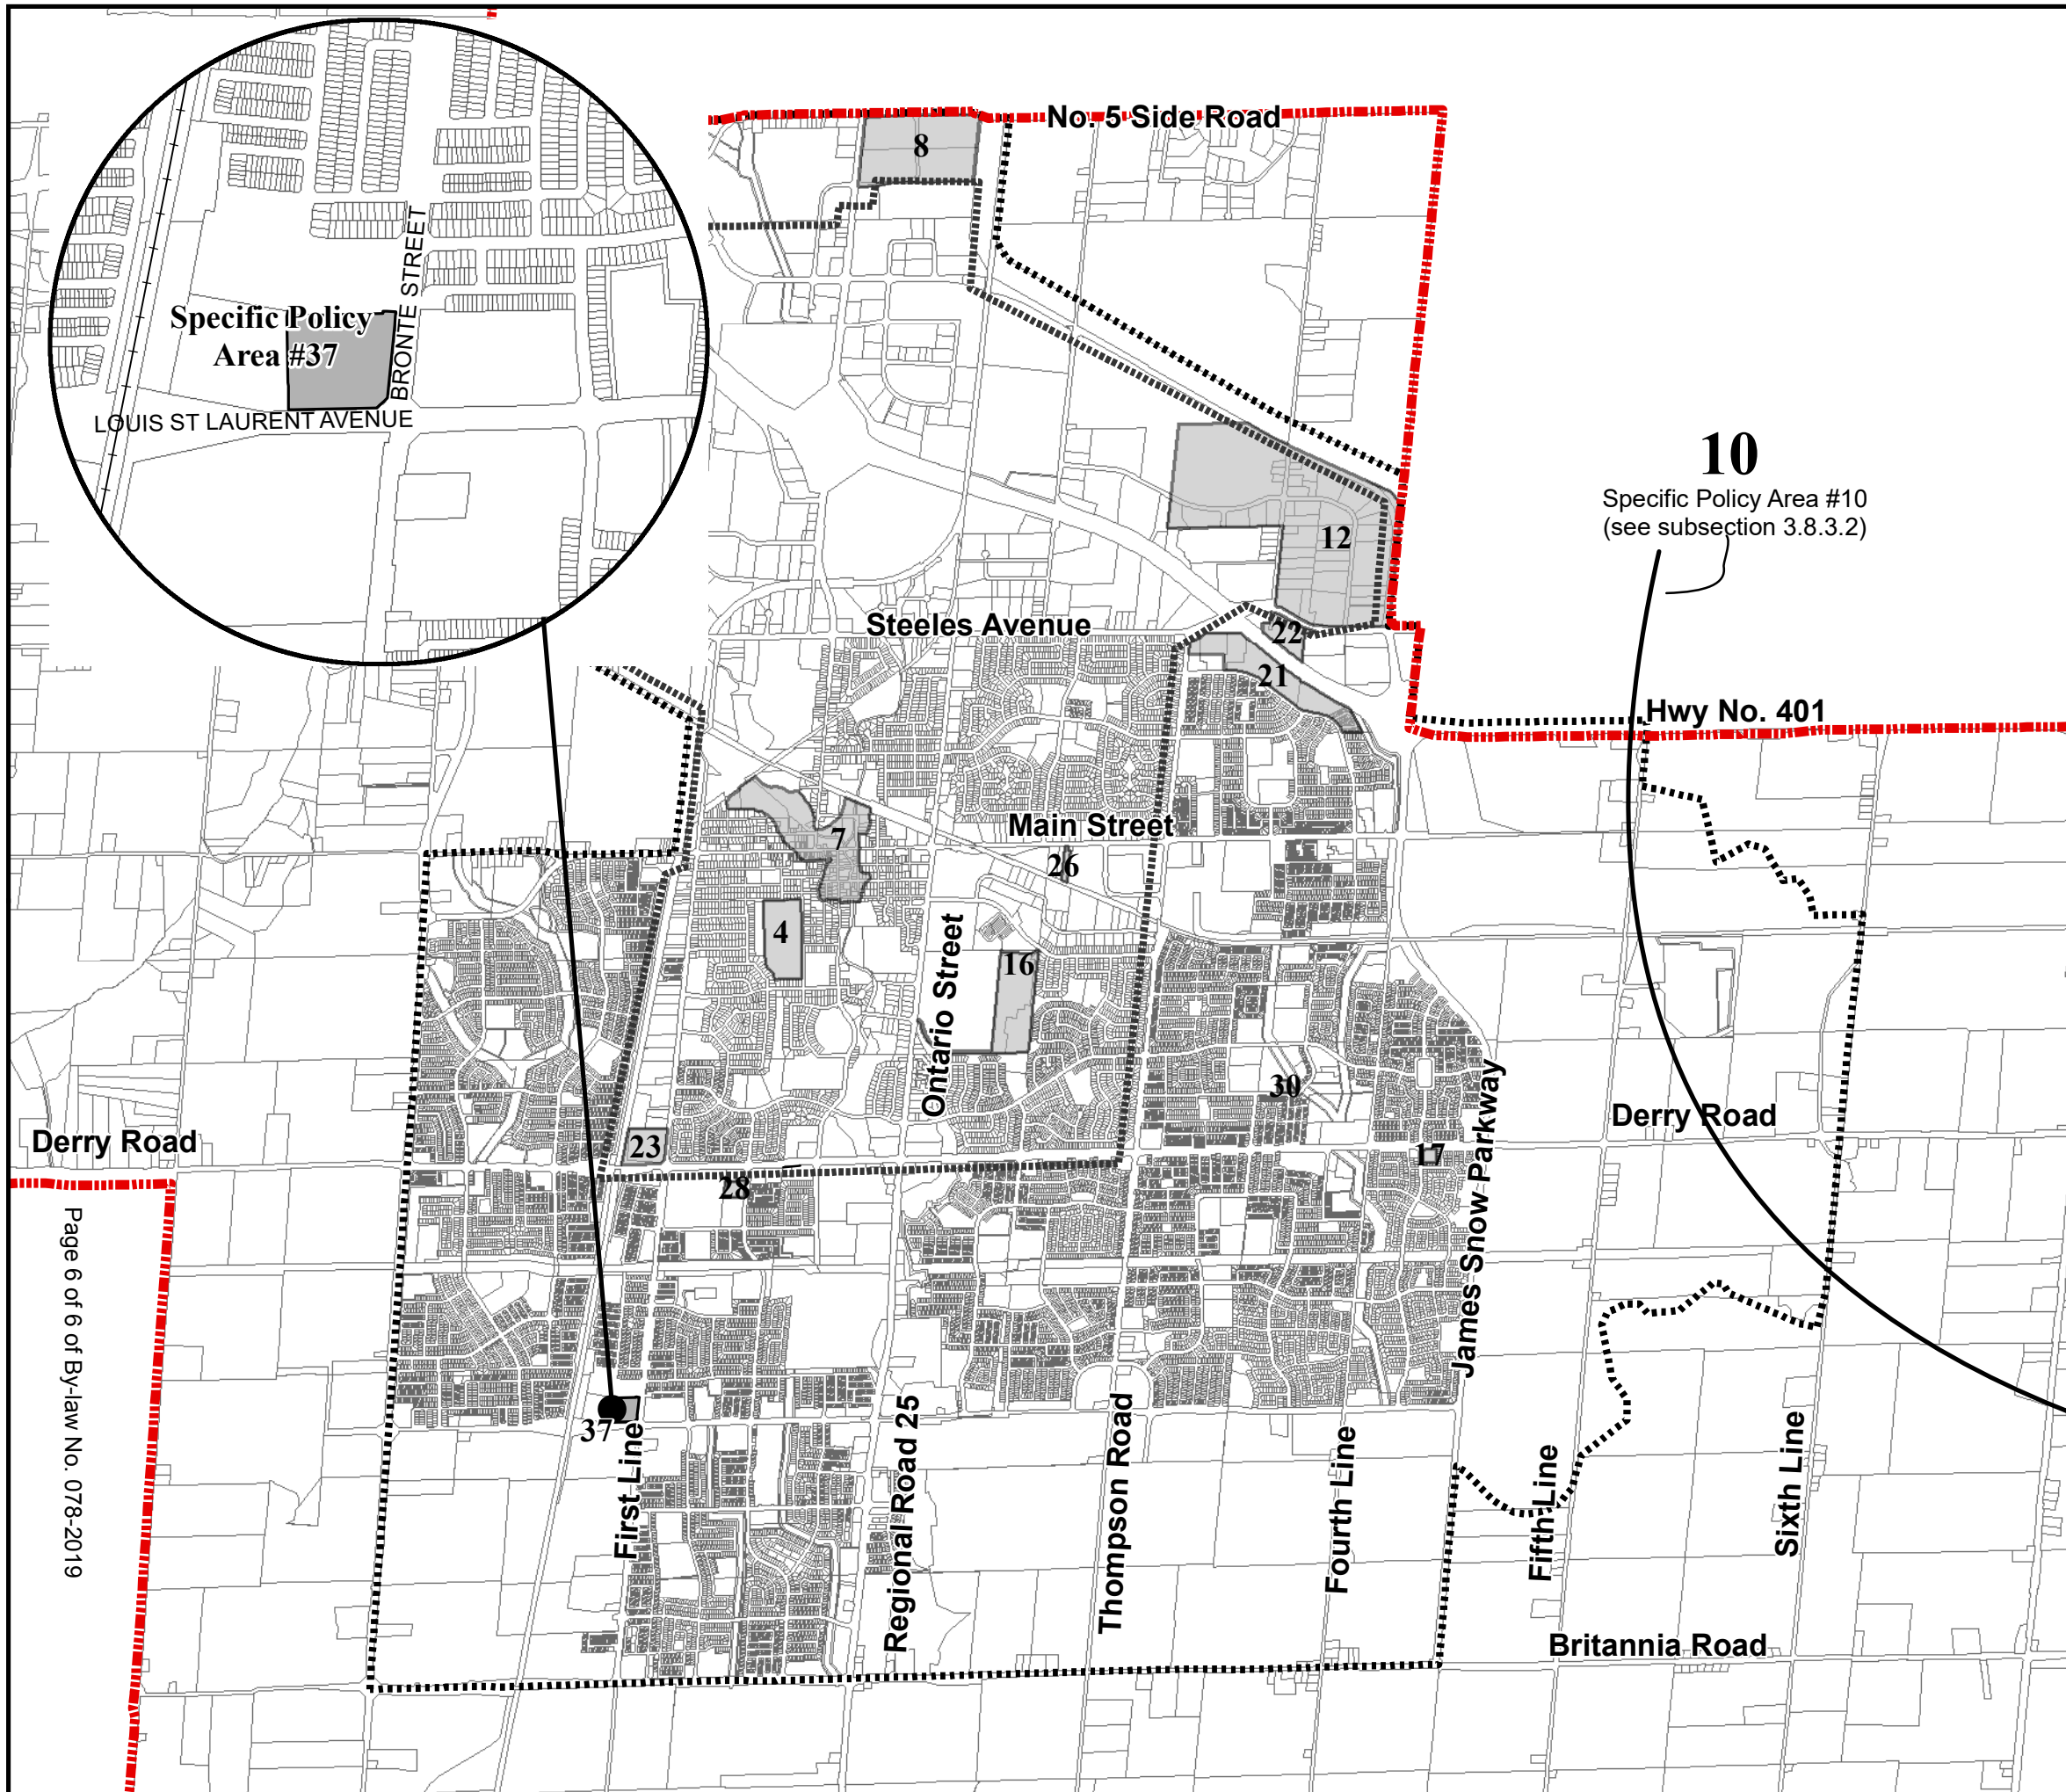 No. 5 Side Road
8
BRONTE STREET
Specific Policy
Area #37
LOUIS ST LAURENT AVENUE
10
Specific Policy Area #10
(see subsection 3.8.3.2)
12
Steeles Avenue
22
21
Hwy No. 401
7
Main Street
26
4
Ontario Street
16
30
James Snow Parkway
Derry Road
23
28
17
Derry Road
Page 6 of 6 of By-law No. 078-2019
37
First Line
Regional Road 25
Thompson Road
Fourth Line
Fifth Line
Sixth Line
Britannia Road